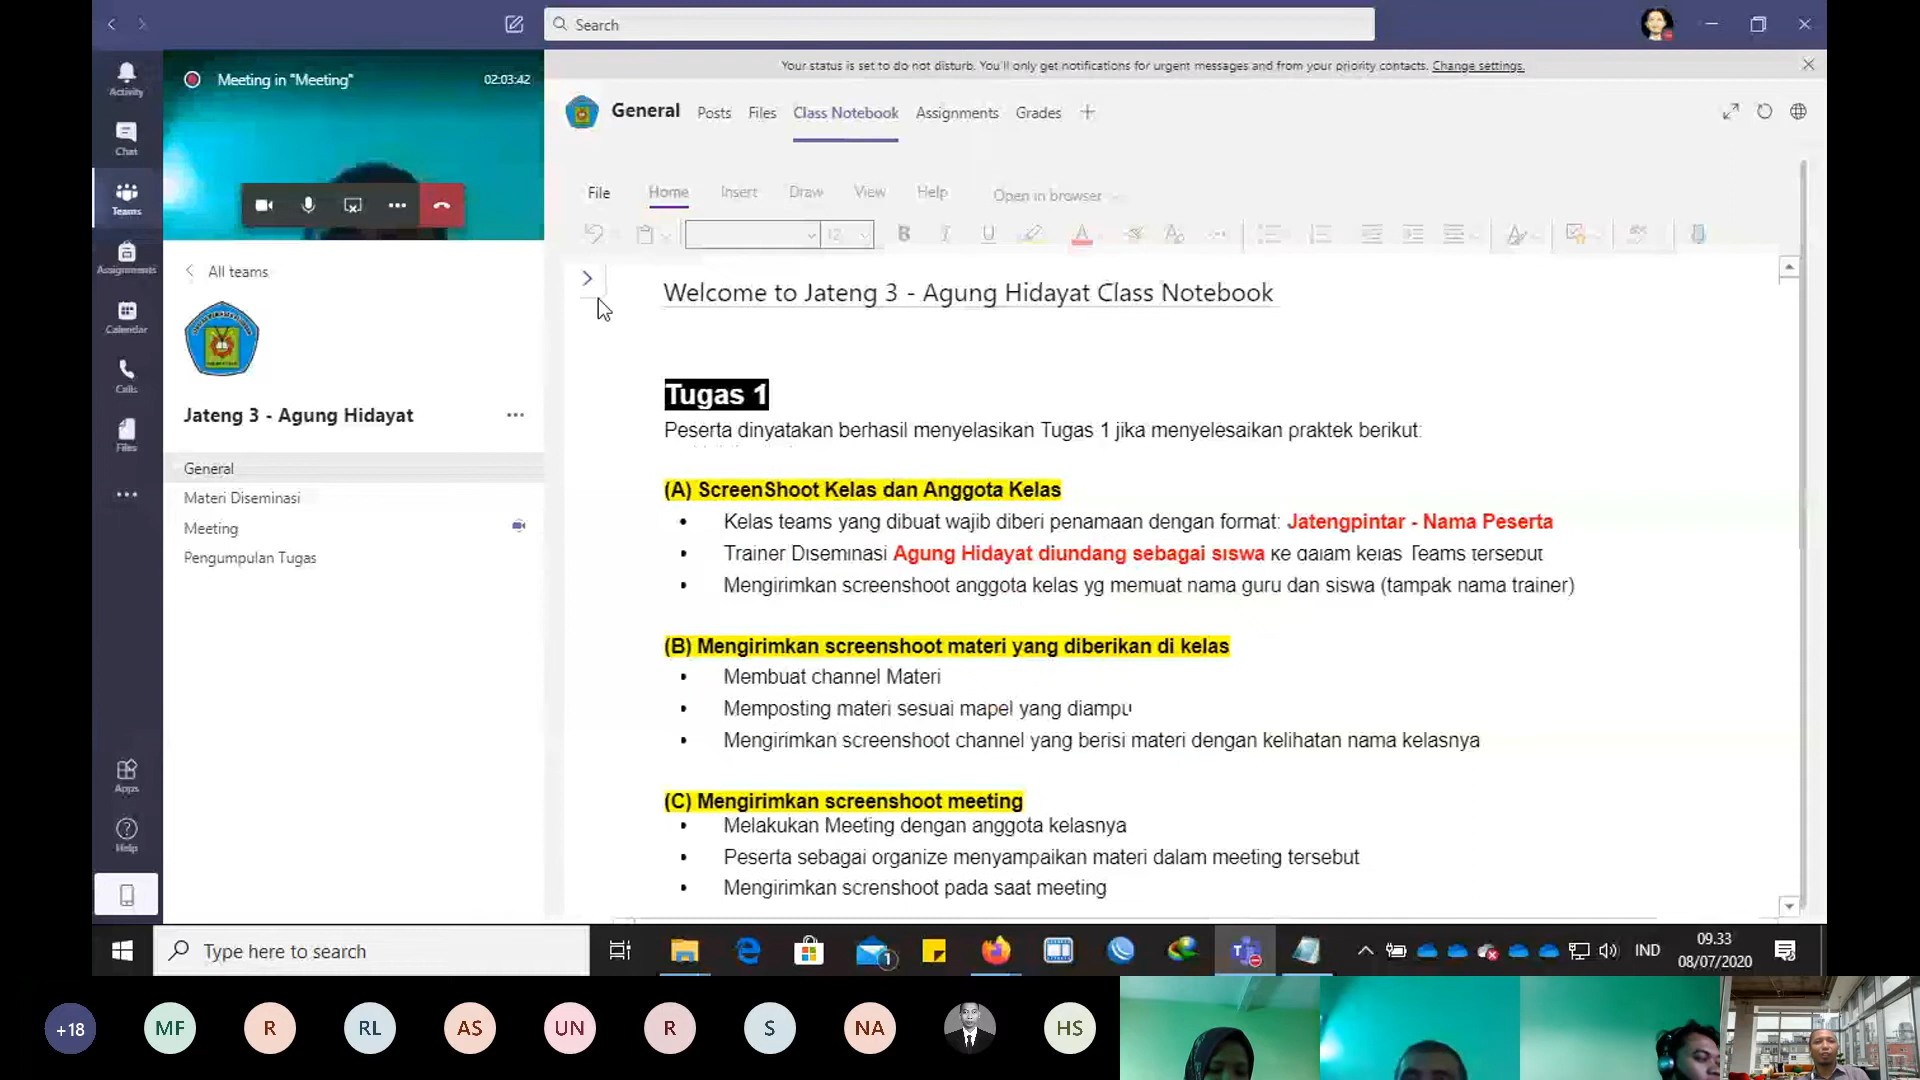 Search
Activity
Chat
Teams
Assignments
Calendar
Calls
Files
Apps
Help
Meeting in "Meeting"
02:03:42
All teams
Jateng 3 - Agung Hidayat
General
Materi Diseminasi
Meeting
Pengumpulan Tugas
Your status is set to do not disturb. You'll only get notifications for urgent messages and from your priority contacts. Change settings.
General Posts Files Class Notebook Assignments Grades
File Home Insert Draw View Help Open in browser
12
Welcome to Jateng 3 - Agung Hidayat Class Notebook
Tugas 1
Peserta dinyatakan berhasil menyelasikan Tugas 1 jika menyelesaikan praktek berikut:
(A) ScreenShoot Kelas dan Anggota Kelas
• Kelas teams yang dibuat wajib diberi penamaan dengan format: Jatengpintar - Nama Peserta
• Trainer Diseminasi Agung Hidayat diundang sebagai siswa ke dalam kelas Teams tersebut
• Mengirimkan screenshoot anggota kelas yg memuat nama guru dan siswa (tampak nama trainer)
(B) Mengirimkan screenshoot materi yang diberikan di kelas
• Membuat channel Materi
• Memposting materi sesuai mapel yang diampu
• Mengirimkan screenshoot channel yang berisi materi dengan kelihatan nama kelasnya
(C) Mengirimkan screenshoot meeting
• Melakukan Meeting dengan anggota kelasnya
• Peserta sebagai organize menyampaikan materi dalam meeting tersebut
• Mengirimkan screnshoot pada saat meeting
Type here to search
1
IND
09.33
08/07/2020
+18 MF R RL AS UN R S NA HS